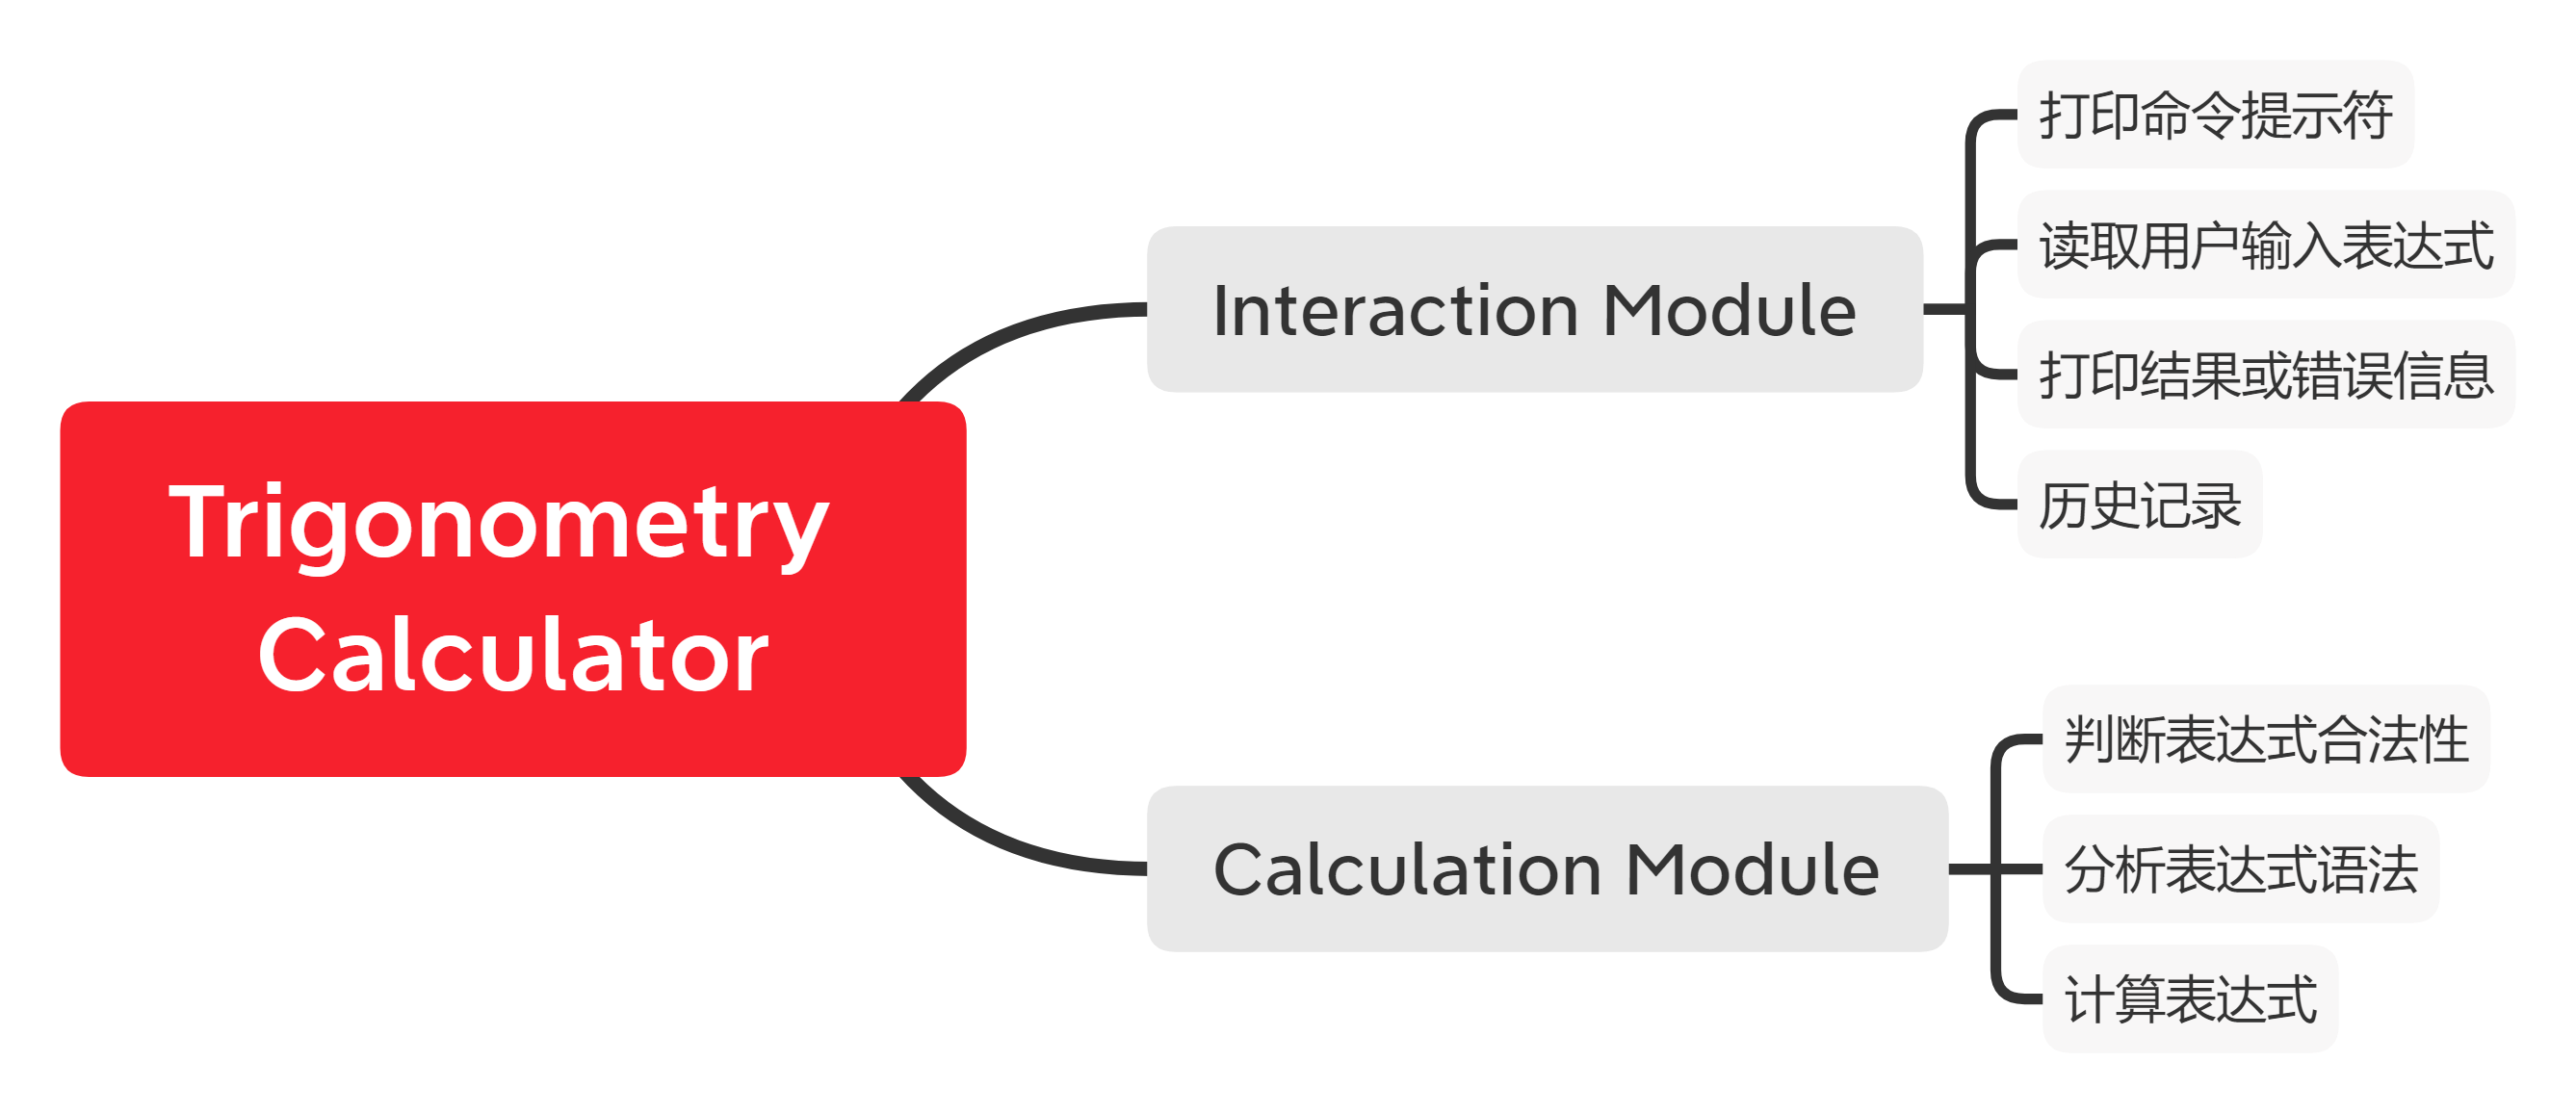 Trigonometry
Calculator
Interaction Module
打印命令提示符
读取用户输入表达式
打印结果或错误信息
历史记录
Calculation Module
判断表达式合法性
分析表达式语法
计算表达式